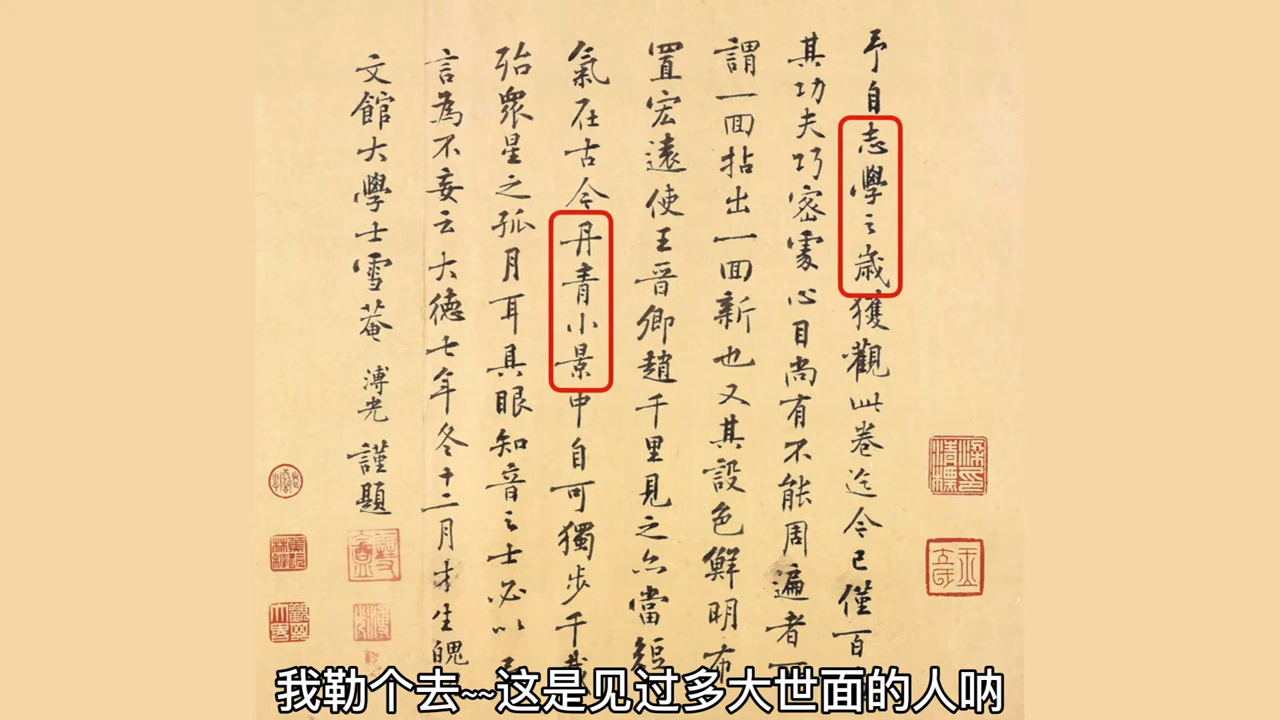 予自志學之歲獲觀此卷迄今已僅百
其功夫巧密處心目尚有不能周遍者
謂一囬拈出一囬新也又其設色鮮明布
置宏遠使王晉卿趙千里見之亦當短
氣在古今丹青小景中自可獨步千
殆衆星之孤月耳具眼知音之士必以
言為不妄云大德七年冬十二月才生魄
文館大學士雪菴溥光謹題
我勒个去~~这是见过多大世面的人呐